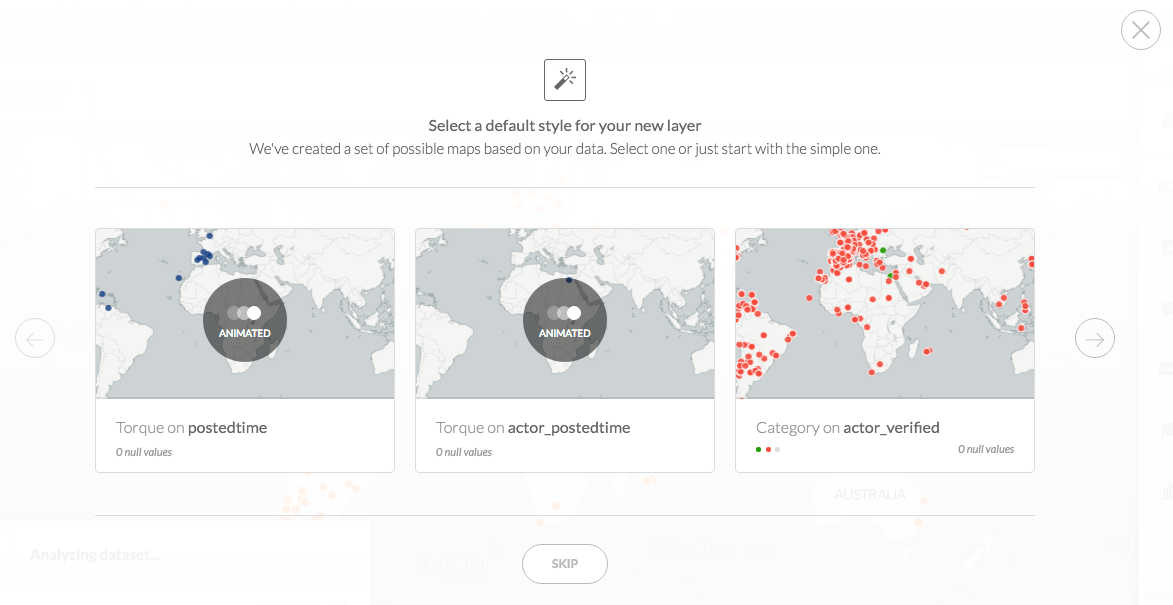 Select a default style for your new layer
We've created a set of possible maps based on your data. Select one or just start with the simple one.
ANIMATED
Torque on postedtime
0 null values
ANIMATED
Torque on actor_postedtime
0 null values
Category on actor_verified
0 null values
AUSTRALIA
Analyzing dataset...
SKIP